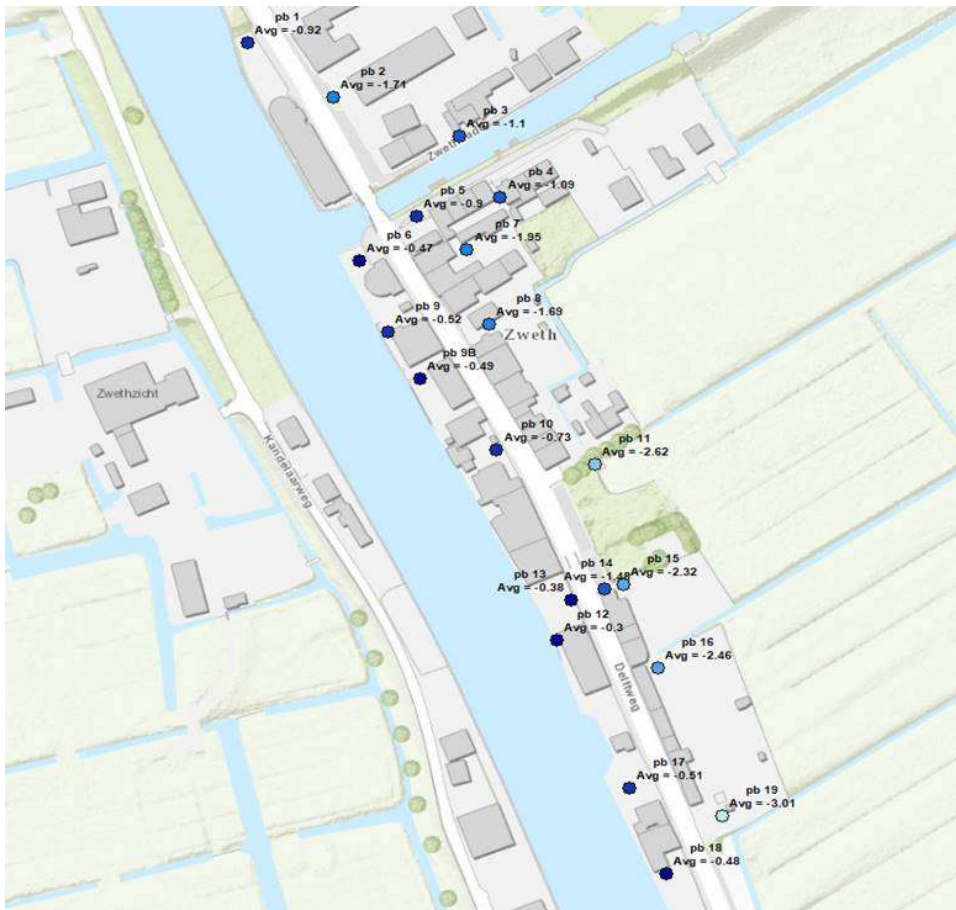 pb 1
Avg = -0.92
pb 2
Avg = -1.71
pb 3
Avg = -1.1
pb 4
Avg = -1.09
pb 5
Avg = -0.9
pb 7
Avg = -1.95
pb 6
Avg = -0.47
pb 8
Avg = -1.69
Zweth
pb 9
Avg = -0.52
pb 9B
Avg = -0.49
Zwethzicht
Kandelaarweg
pb 10
Avg = -0.73
pb 11
Avg = -2.62
pb 13
Avg = -0.38
pb 14
Avg = -1.48
pb 15
Avg = -2.32
pb 12
Avg = -0.3
pb 16
Avg = -2.46
Delftweg
pb 17
Avg = -0.51
pb 19
Avg = -3.01
pb 18
Avg = -0.48